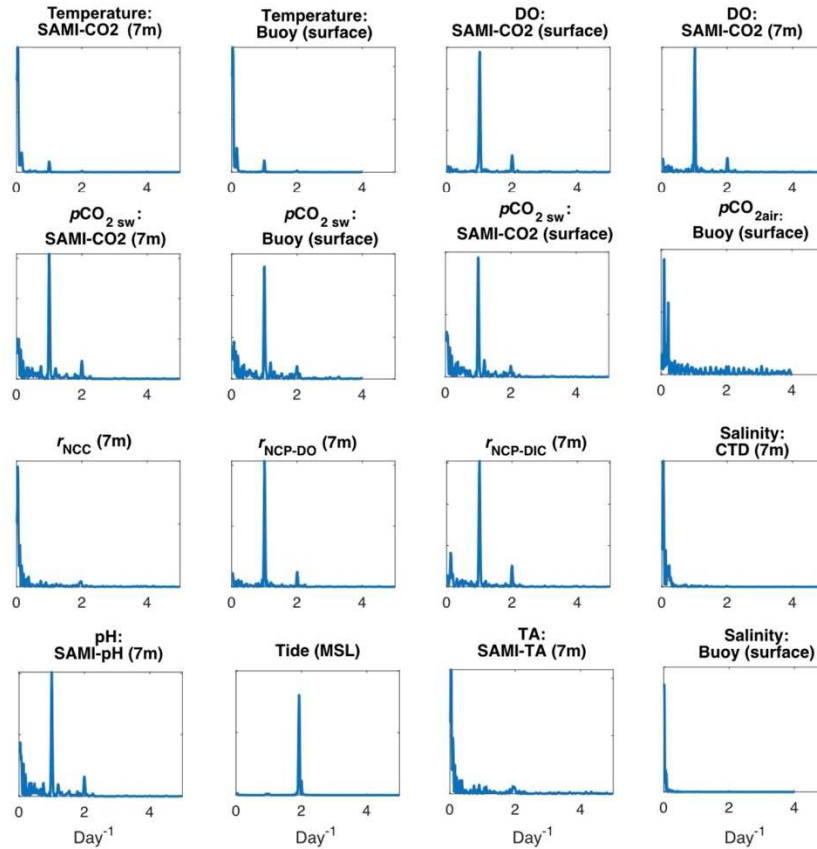 Temperature:
SAMI-CO2 (7m)
Temperature:
Buoy (surface)
DO:
SAMI-CO2 (surface)
DO:
SAMI-CO2 (7m)
0 2 4
0 2 4
0 2 4
0 2 4
pCO2 sw:
SAMI-CO2 (7m)
pCO2 sw:
Buoy (surface)
pCO2 sw:
SAMI-CO2 (surface)
pCO2air:
Buoy (surface)
0 2 4
0 2 4
0 2 4
0 2 4
rNCC (7m)
rNCP-DO (7m)
rNCP-DIC (7m)
Salinity:
CTD (7m)
0 2 4
0 2 4
0 2 4
0 2 4
pH:
SAMI-pH (7m)
Tide (MSL)
TA:
SAMI-TA (7m)
Salinity:
Buoy (surface)
0 2 4
0 2 4
0 2 4
0 2 4
Day-1
Day-1
Day-1
Day-1